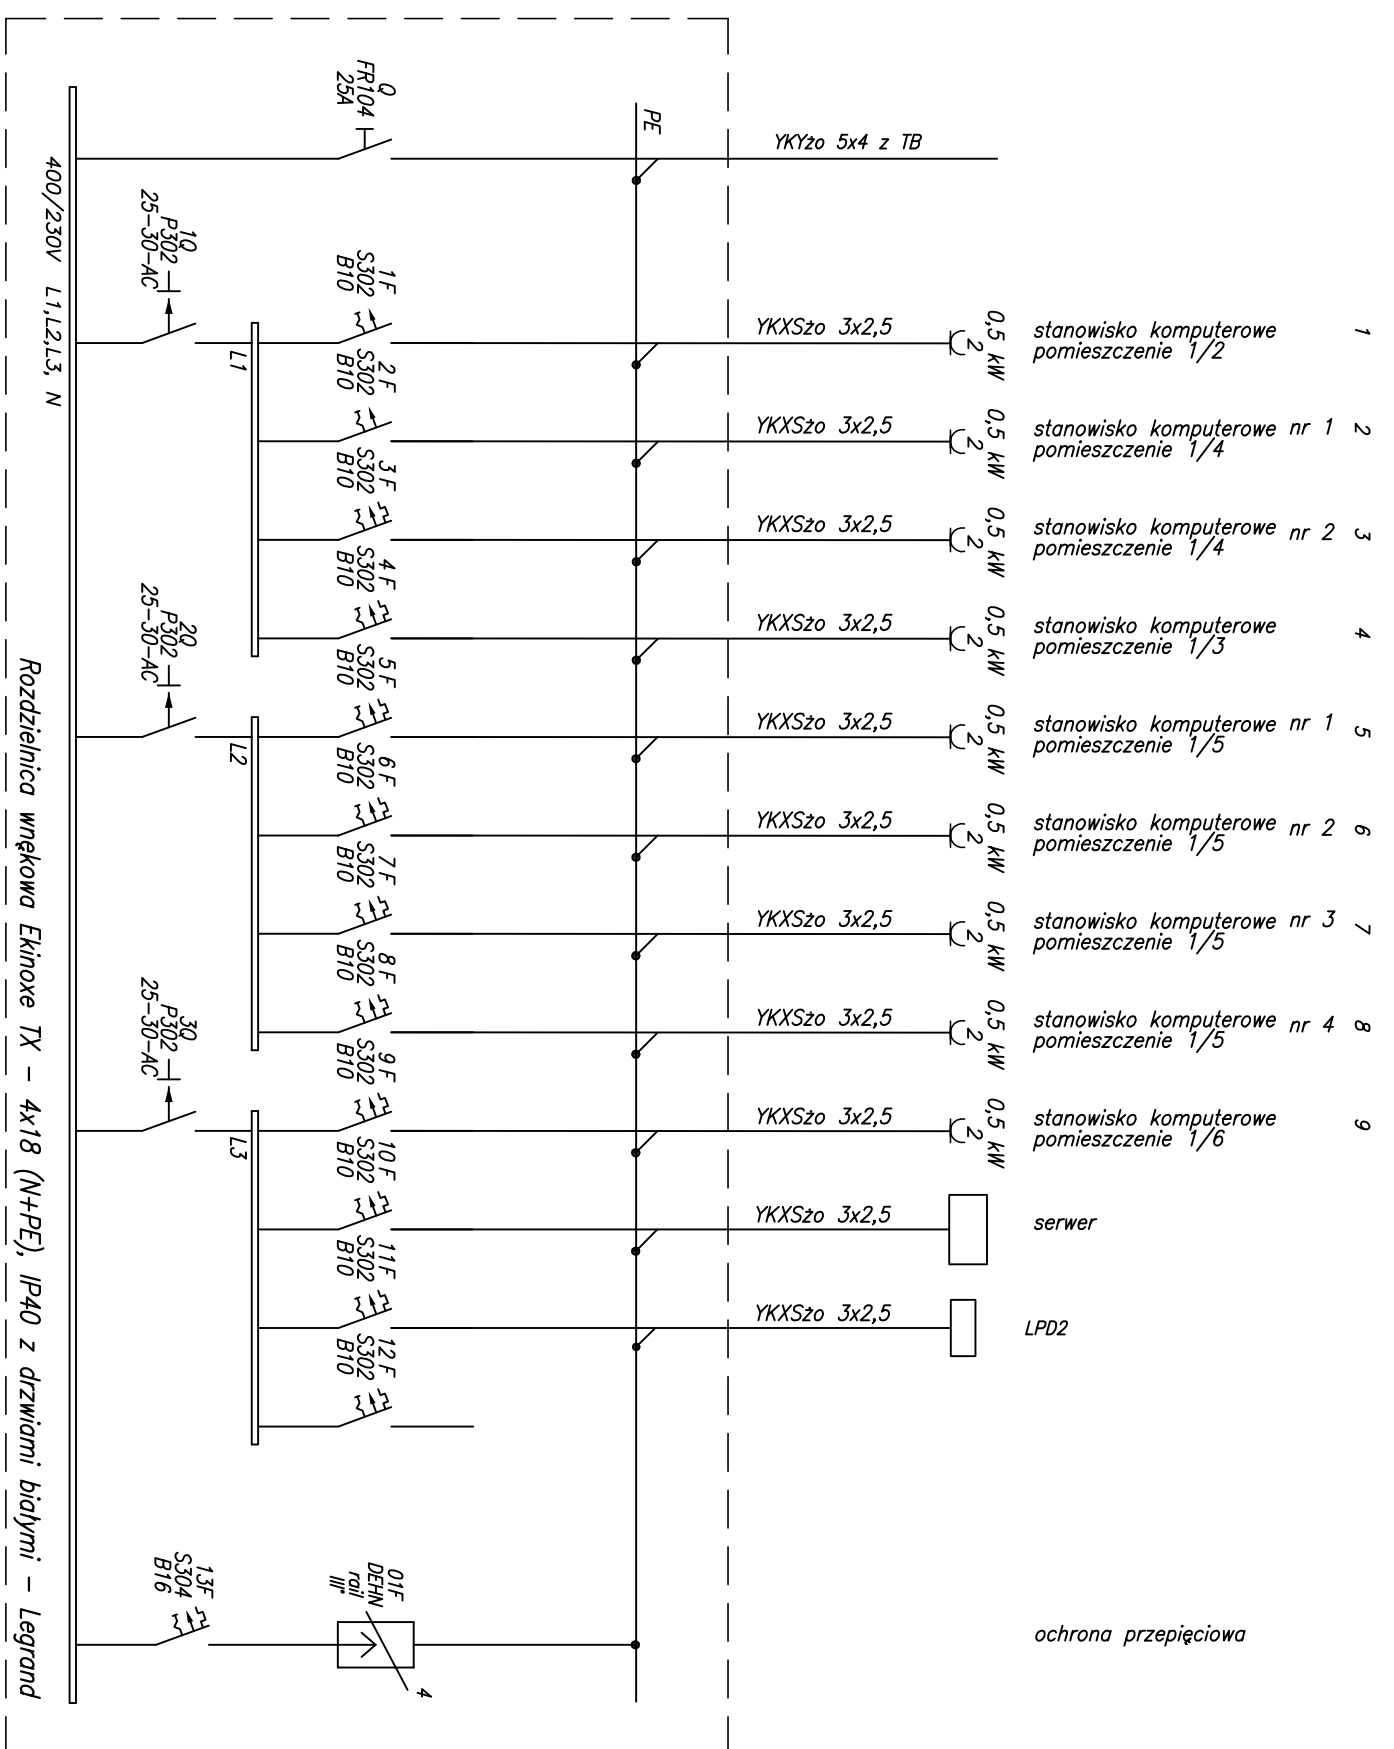 Q
FR104
25A
PE
YKYżo 5x4 z TB
400/230V L1,L2,L3, N
1Q
P302
25-30-AC
L1
1F
S302
B10
YKXSżo 3x2,5
2
0,5 kW
stanowisko komputerowe
pomieszczenie 1/2
1
2F
S302
B10
YKXSżo 3x2,5
2
0,5 kW
stanowisko komputerowe nr 1
pomieszczenie 1/4
2
3F
S302
B10
YKXSżo 3x2,5
2
0,5 kW
stanowisko komputerowe nr 2
pomieszczenie 1/4
3
4F
S302
B10
YKXSżo 3x2,5
2
0,5 kW
stanowisko komputerowe
pomieszczenie 1/3
4
2Q
P302
25-30-AC
L2
5F
S302
B10
YKXSżo 3x2,5
2
0,5 kW
stanowisko komputerowe nr 1
pomieszczenie 1/5
5
6F
S302
B10
YKXSżo 3x2,5
2
0,5 kW
stanowisko komputerowe nr 2
pomieszczenie 1/5
6
7F
S302
B10
YKXSżo 3x2,5
2
0,5 kW
stanowisko komputerowe nr 3
pomieszczenie 1/5
7
8F
S302
B10
YKXSżo 3x2,5
2
0,5 kW
stanowisko komputerowe nr 4
pomieszczenie 1/5
8
3Q
P302
25-30-AC
L3
9F
S302
B10
YKXSżo 3x2,5
2
0,5 kW
stanowisko komputerowe
pomieszczenie 1/6
9
10F
S302
B10
YKXSżo 3x2,5
serwer
11F
S302
B10
YKXSżo 3x2,5
LPD2
12F
S302
B10
13F
S304
B16
01F
DEHN
rail
III°
4
ochrona przepięciowa
Rozdzielnica wnękowa Ekinoxe TX - 4x18 (N+PE), IP40 z drzwiami białymi - Legrand